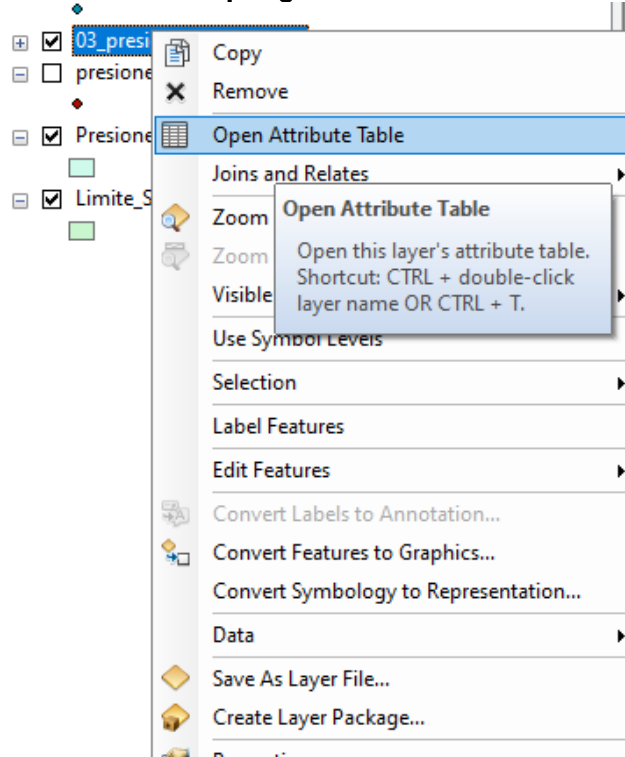 03_presi
Copy
presione
Remove
Presione
Open Attribute Table
Joins and Relates
Limite_S
Zoom
Open Attribute Table
Open this layer's attribute table.
Shortcut: CTRL + double-click
layer name OR CTRL + T.
Zoom
Visible
Use Symbol Levels
Selection
Label Features
Edit Features
Convert Labels to Annotation...
Convert Features to Graphics...
Convert Symbology to Representation...
Data
Save As Layer File...
Create Layer Package...